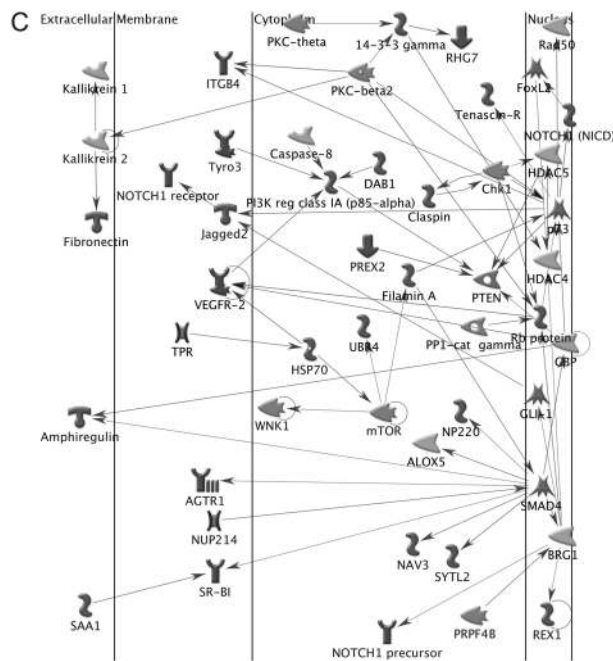 C
Extracellular Membrane Cytoplasm Nucleus
PKC-theta
14-3-3 gamma
RHG7
Rad50
Kallikrein 1
ITGB4
PKC-beta2
FoxL2
Tenascin-R
NOTCH1 (NICD)
Kallikrein 2
Tyro3
Caspase-8
HDAC5
DAB1
Chk1
NOTCH1 receptor
PI3K reg class IA (p85-alpha)
Claspin
Fibronectin
Jagged2
p73
PREX2
HDAC4
VEGFR-2
Filamin A
PTEN
TPR
UBR4
PP1-cat gamma
Rb protein
CBP
HSP70
Amphiregulin
WNK1
mTOR
NP220
GLI-1
ALOX5
AGTR1
SMAD4
NUP214
NAV3
SYTL2
BRG1
SR-BI
SAA1
NOTCH1 precursor
PRPF4B
REX1